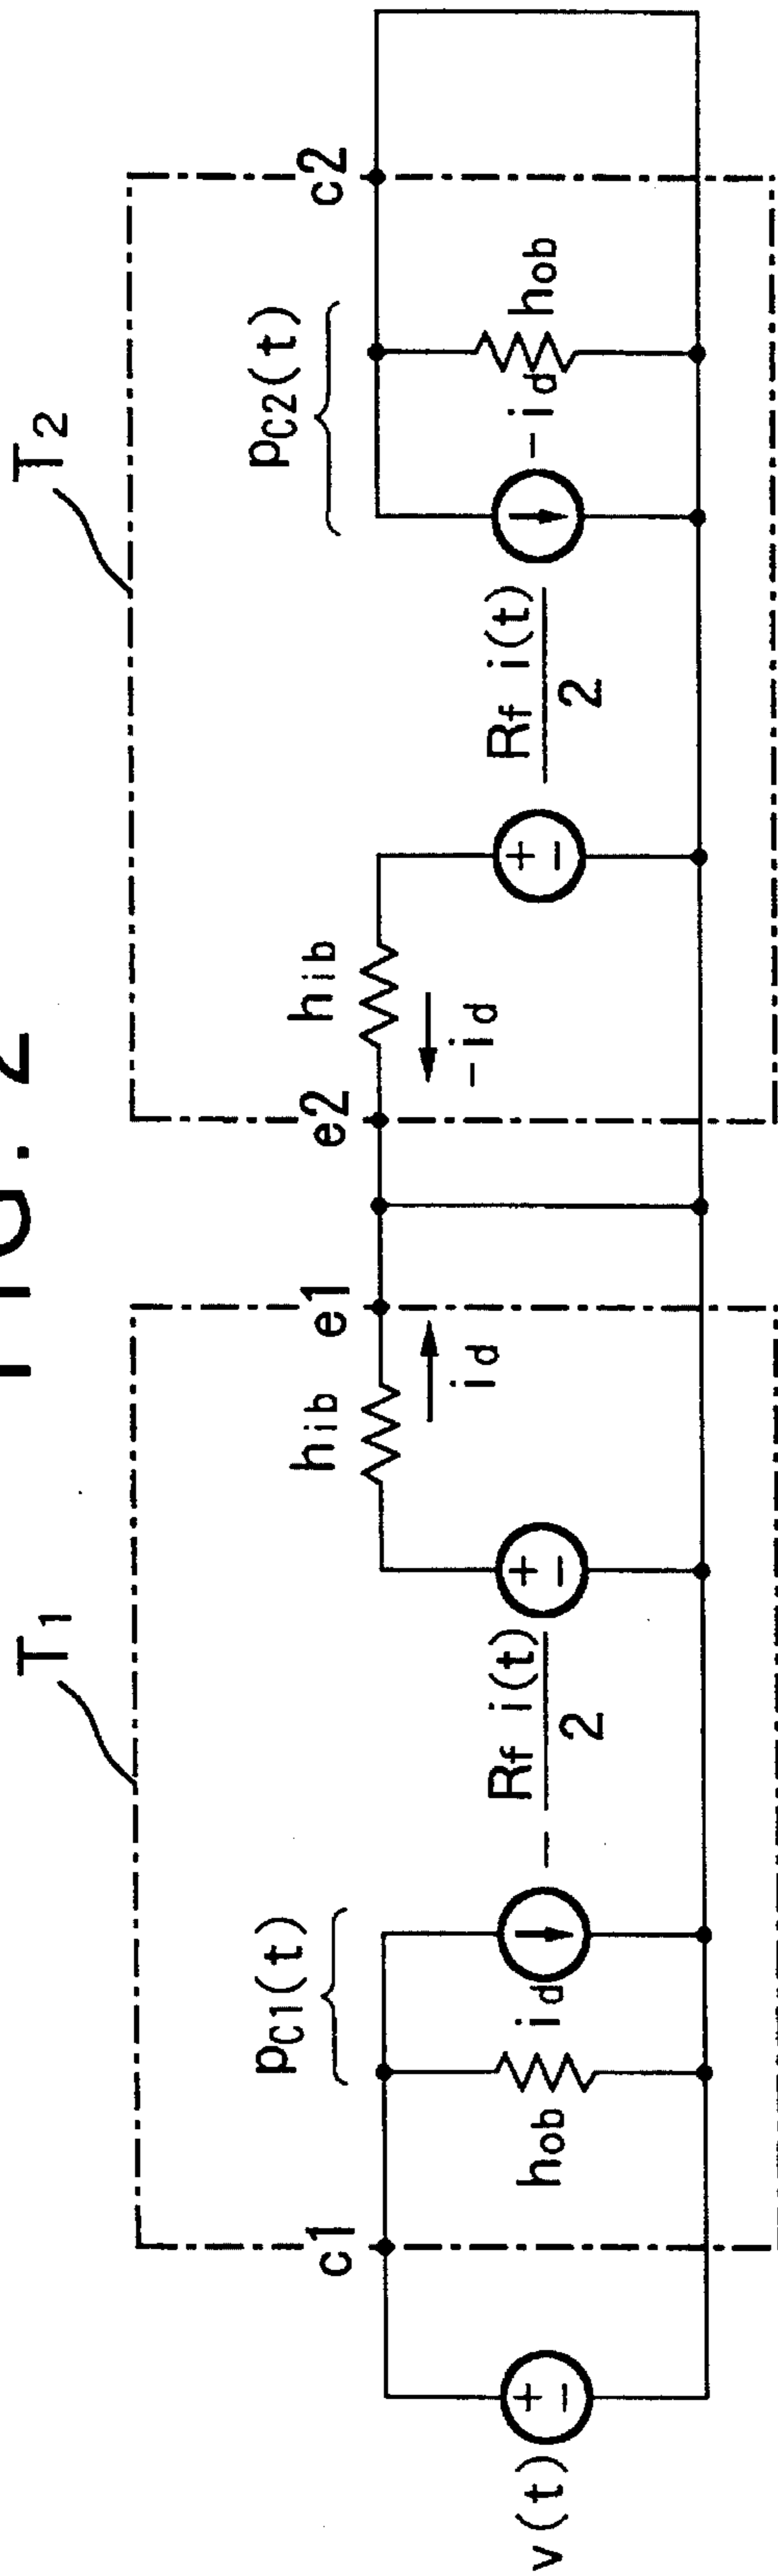 FIG. 2
T1
T2
c1
pC1(t)
e1
e2
pC2(t)
c2
v(t)
+
−
hob
id
− Rf i(t)
2
+
−
hib
id
hib
−id
+
−
Rf i(t)
2
−id
hob